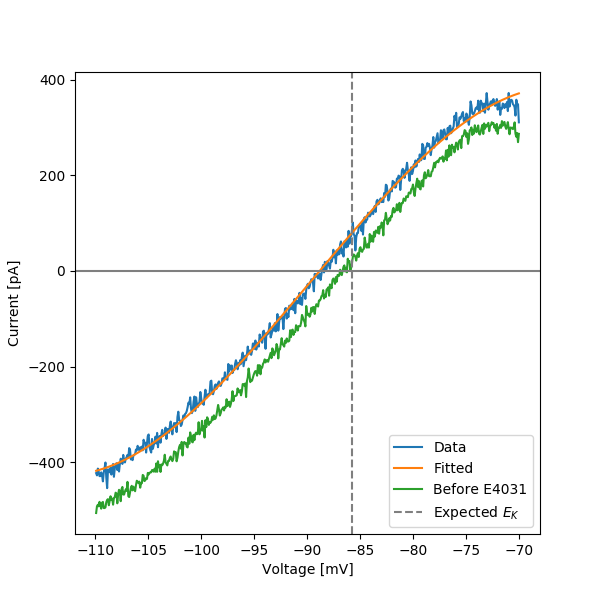 400
200
0
−200
−400
Current [pA]
−110 −105 −100 −95 −90 −85 −80 −75 −70
Voltage [mV]
Data
Fitted
Before E4031
Expected E_K